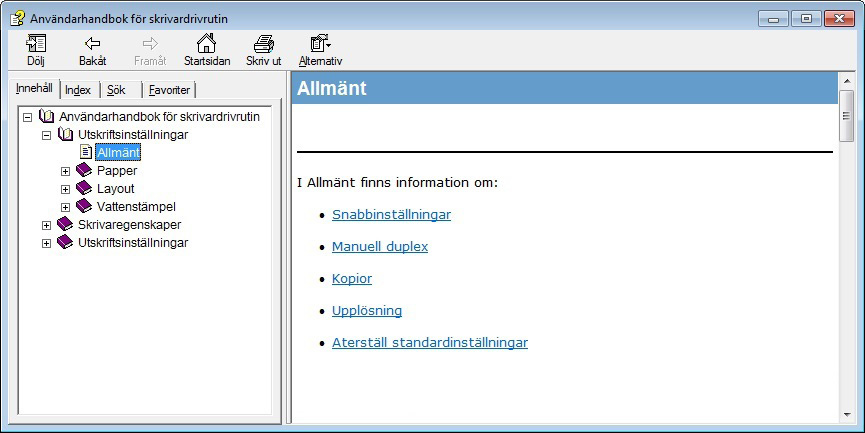 Användarhandbok för skrivardrivrutin
Dölj Bakåt Framåt Startsidan Skriv ut Alternativ
Innehåll Index Sök Favoriter
Användarhandbok för skrivardrivrutin
Utskriftsinställningar
Allmänt
Papper
Layout
Vattenstämpel
Skrivaregenskaper
Utskriftsinställningar
Allmänt
I Allmänt finns information om:
• Snabbinställningar
• Manuell duplex
• Kopior
• Upplösning
• Aterställ standardinställningar